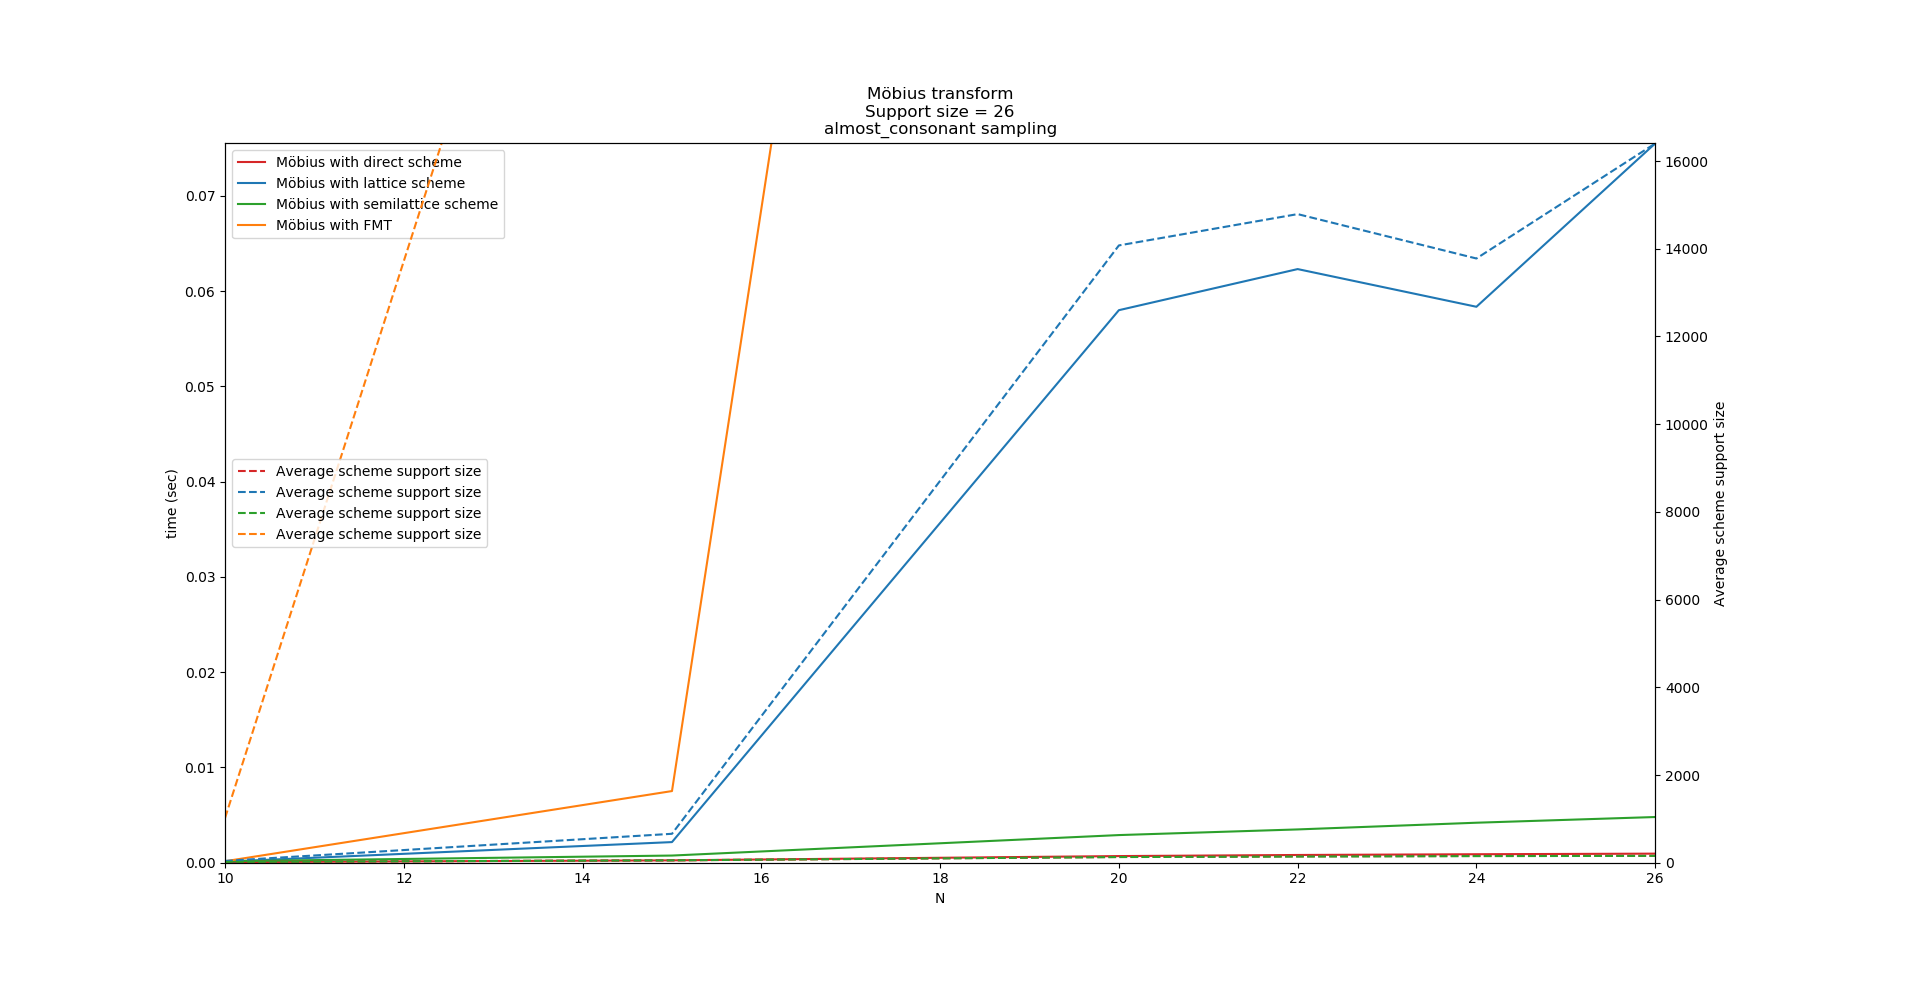 Möbius transform
Support size = 26
almost_consonant sampling
Möbius with direct scheme
Möbius with lattice scheme
Möbius with semilattice scheme
Möbius with FMT
Average scheme support size
Average scheme support size
Average scheme support size
Average scheme support size
time (sec)
0.07
0.06
0.05
0.04
0.03
0.02
0.01
0.00
16000
14000
12000
10000
8000
6000
4000
2000
0
Average scheme support size
10 12 14 16 18 20 22 24 26
N